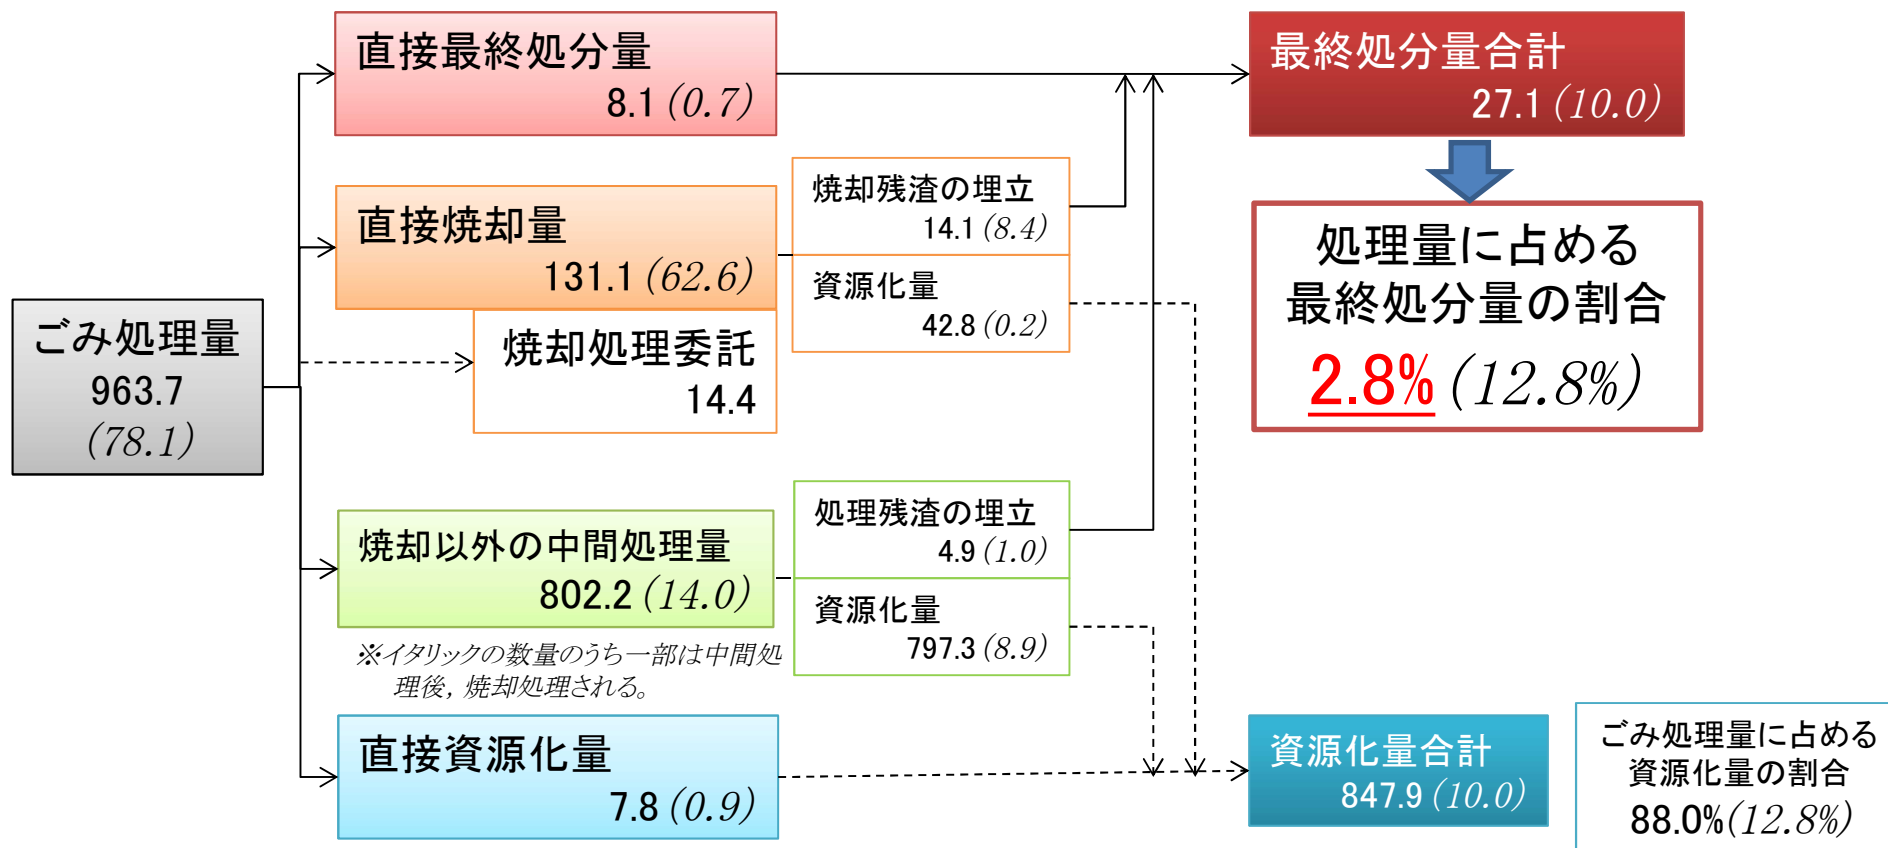 直接最終処分量
8.1 (0.7)
最終処分量合計
27.1 (10.0)
直接焼却量
131.1 (62.6)
焼却残渣の埋立
14.1 (8.4)
資源化量
42.8 (0.2)
処理量に占める
最終処分量の割合
2.8% (12.8%)
ごみ処理量
963.7
(78.1)
焼却処理委託
14.4
焼却以外の中間処理量
802.2 (14.0)
処理残渣の埋立
4.9 (1.0)
資源化量
797.3 (8.9)
※イタリックの数量のうち一部は中間処
理後，焼却処理される。
直接資源化量
7.8 (0.9)
資源化量合計
847.9 (10.0)
ごみ処理量に占める
資源化量の割合
88.0%(12.8%)